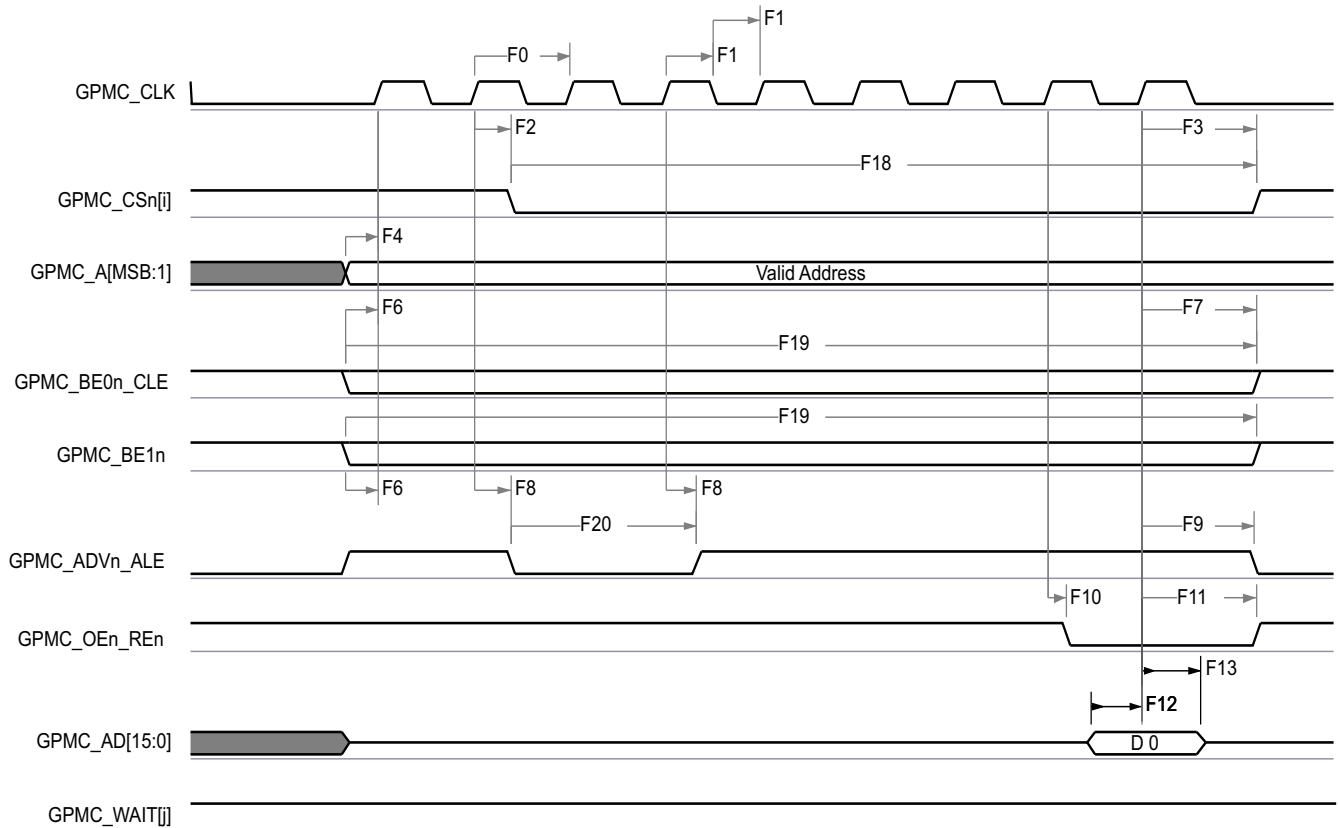 F1
F0
F1
GPMC_CLK
F2
F3
F18
GPMC_CSn[i]
F4
GPMC_A[MSB:1]
Valid Address
F6
F7
F19
GPMC_BE0n_CLE
F19
GPMC_BE1n
F6
F8
F8
F20
F9
GPMC_ADVn_ALE
F10
F11
GPMC_OEn_REn
F13
F12
GPMC_AD[15:0]
D 0
GPMC_WAIT[j]